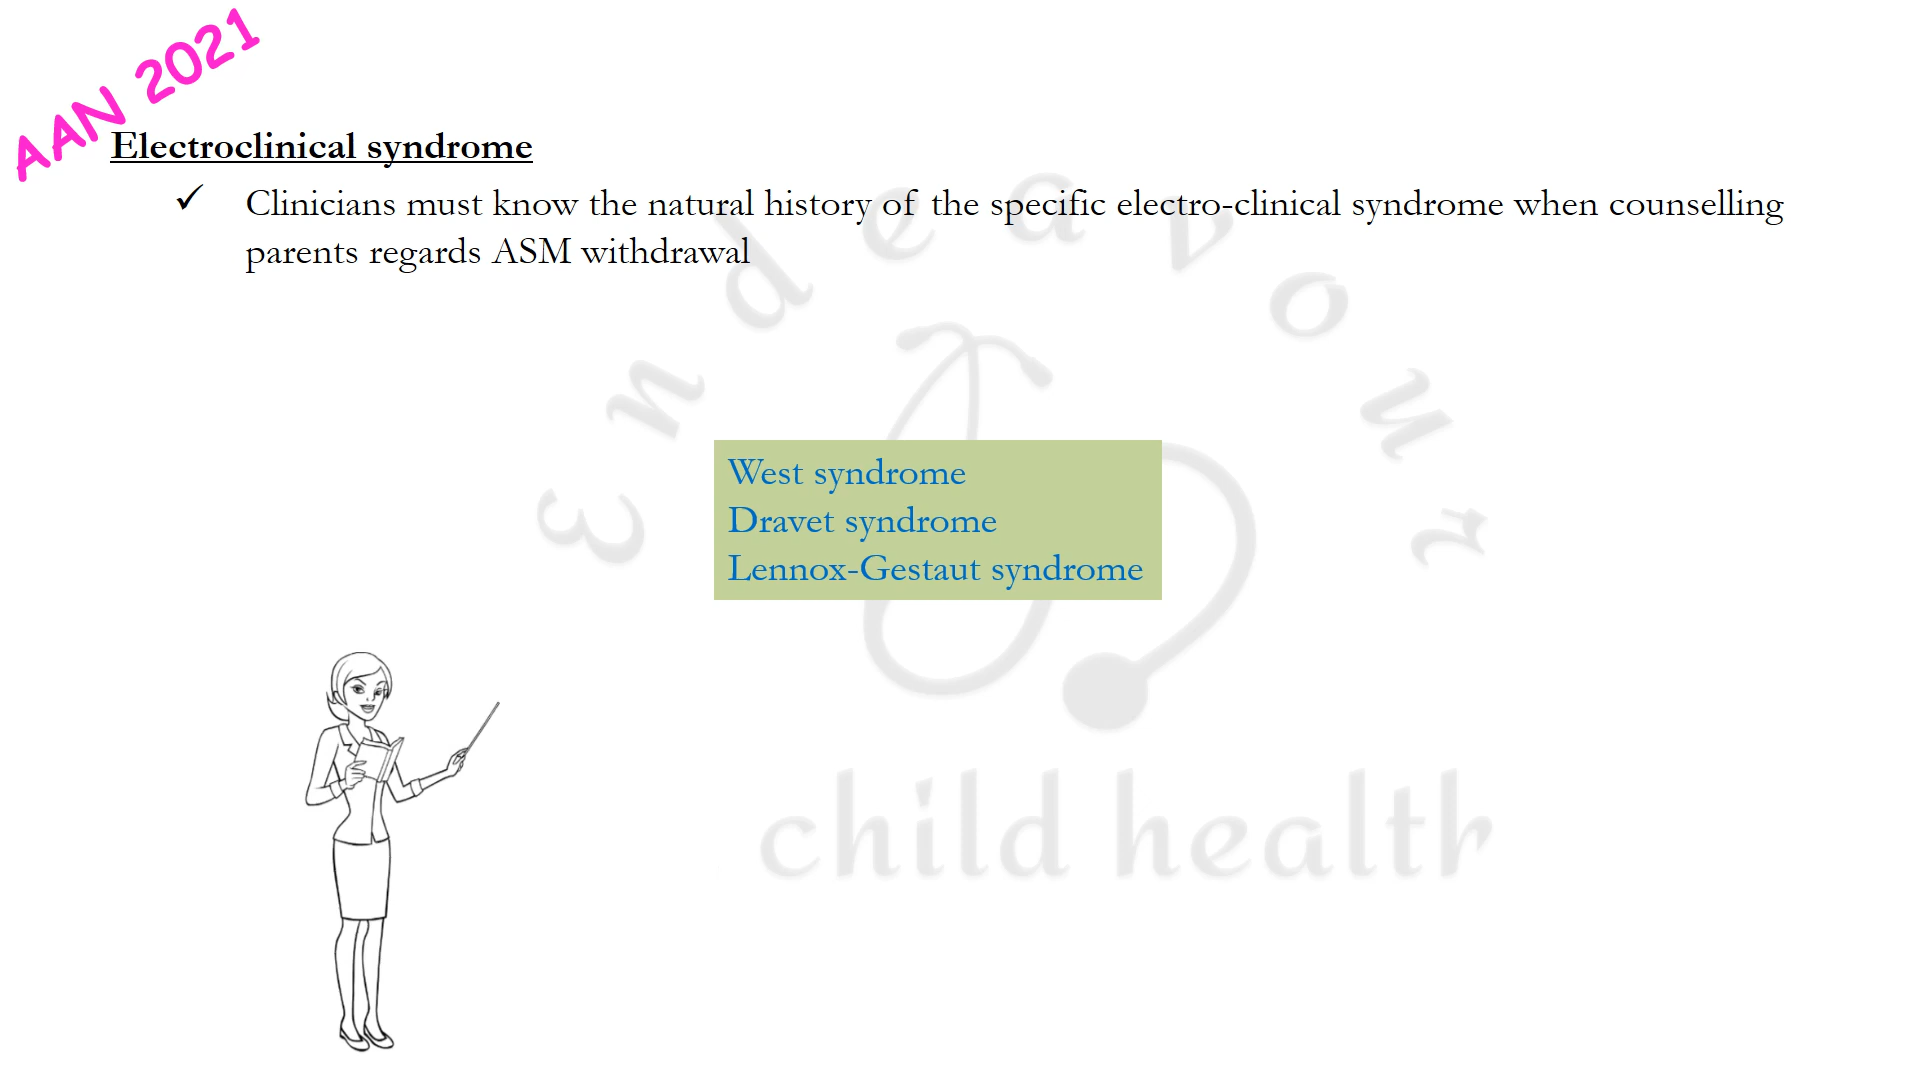 AAN 2021
Electroclinical syndrome
✓ Clinicians must know the natural history of the specific electro-clinical syndrome when counselling
parents regards ASM withdrawal
West syndrome
Dravet syndrome
Lennox-Gestaut syndrome
Endeavour
child health